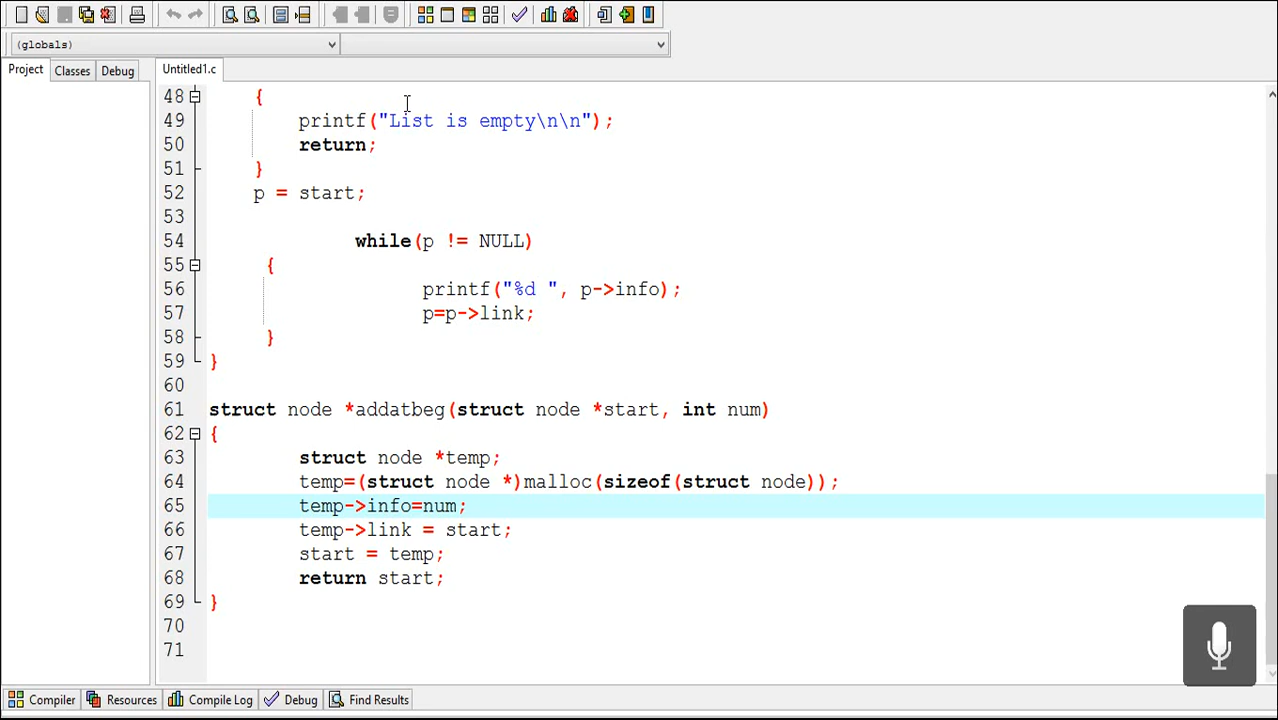 (globals)
Project Classes Debug Untitled1.c
48 {
49 printf("List is empty\n\n");
50 return;
51 }
52 p = start;
53
54 while(p != NULL)
55 {
56 printf("%d ", p->info);
57 p=p->link;
58 }
59 }
60
61 struct node *addatbeg(struct node *start, int num)
62 {
63 struct node *temp;
64 temp=(struct node *)malloc(sizeof(struct node));
65 temp->info=num;
66 temp->link = start;
67 start = temp;
68 return start;
69 }
70
71
Compiler Resources Compile Log Debug Find Results